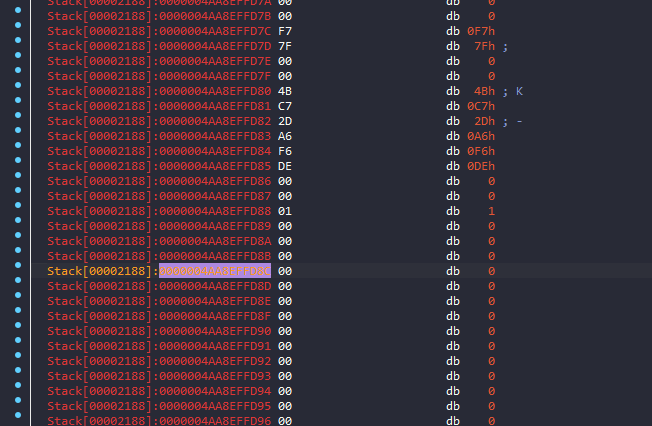 Stack[00002188]:0000004AA8EFFD7A 00 db 0
Stack[00002188]:0000004AA8EFFD7B 00 db 0
Stack[00002188]:0000004AA8EFFD7C F7 db 0F7h
Stack[00002188]:0000004AA8EFFD7D 7F db 7Fh ;
Stack[00002188]:0000004AA8EFFD7E 00 db 0
Stack[00002188]:0000004AA8EFFD7F 00 db 0
Stack[00002188]:0000004AA8EFFD80 4B db 4Bh ; K
Stack[00002188]:0000004AA8EFFD81 C7 db 0C7h
Stack[00002188]:0000004AA8EFFD82 2D db 2Dh ; -
Stack[00002188]:0000004AA8EFFD83 A6 db 0A6h
Stack[00002188]:0000004AA8EFFD84 F6 db 0F6h
Stack[00002188]:0000004AA8EFFD85 DE db 0DEh
Stack[00002188]:0000004AA8EFFD86 00 db 0
Stack[00002188]:0000004AA8EFFD87 00 db 0
Stack[00002188]:0000004AA8EFFD88 01 db 1
Stack[00002188]:0000004AA8EFFD89 00 db 0
Stack[00002188]:0000004AA8EFFD8A 00 db 0
Stack[00002188]:0000004AA8EFFD8B 00 db 0
Stack[00002188]:0000004AA8EFFD8C 00 db 0
Stack[00002188]:0000004AA8EFFD8D 00 db 0
Stack[00002188]:0000004AA8EFFD8E 00 db 0
Stack[00002188]:0000004AA8EFFD8F 00 db 0
Stack[00002188]:0000004AA8EFFD90 00 db 0
Stack[00002188]:0000004AA8EFFD91 00 db 0
Stack[00002188]:0000004AA8EFFD92 00 db 0
Stack[00002188]:0000004AA8EFFD93 00 db 0
Stack[00002188]:0000004AA8EFFD94 00 db 0
Stack[00002188]:0000004AA8EFFD95 00 db 0
Stack[00002188]:0000004AA8EFFD96 00 db 0